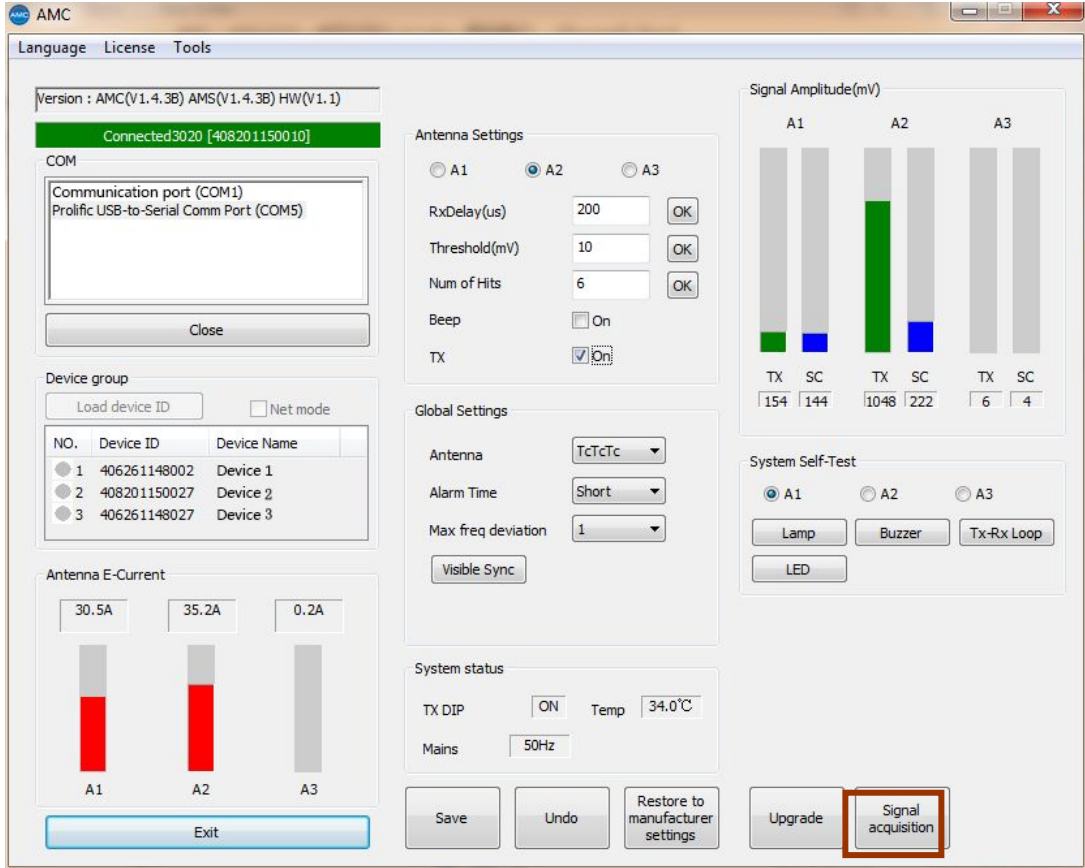 AMC
Language License Tools
Version : AMC(V1.4.3B) AMS(V1.4.3B) HW(V1.1)
Connected3020 [408201150010]
COM
Communication port (COM1)
Prolific USB-to-Serial Comm Port (COM5)
Close
Device group
Load device ID Net mode
NO. Device ID Device Name
1 406261148002 Device 1
2 408201150027 Device 2
3 406261148027 Device 3
Antenna E-Current
30.5A 35.2A 0.2A
A1 A2 A3
Exit
Antenna Settings
A1 A2 A3
RxDelay(us) 200 OK
Threshold(mV) 10 OK
Num of Hits 6 OK
Beep On
TX On
Global Settings
Antenna TcTcTc
Alarm Time Short
Max freq deviation 1
Visible Sync
System status
TX DIP ON Temp 34.0℃
Mains 50Hz
Save Undo Restore to
manufacturer
settings
Signal Amplitude(mV)
A1 A2 A3
TX SC TX SC TX SC
154 144 1048 222 6 4
System Self-Test
A1 A2 A3
Lamp Buzzer Tx-Rx Loop
LED
Upgrade Signal
acquisition